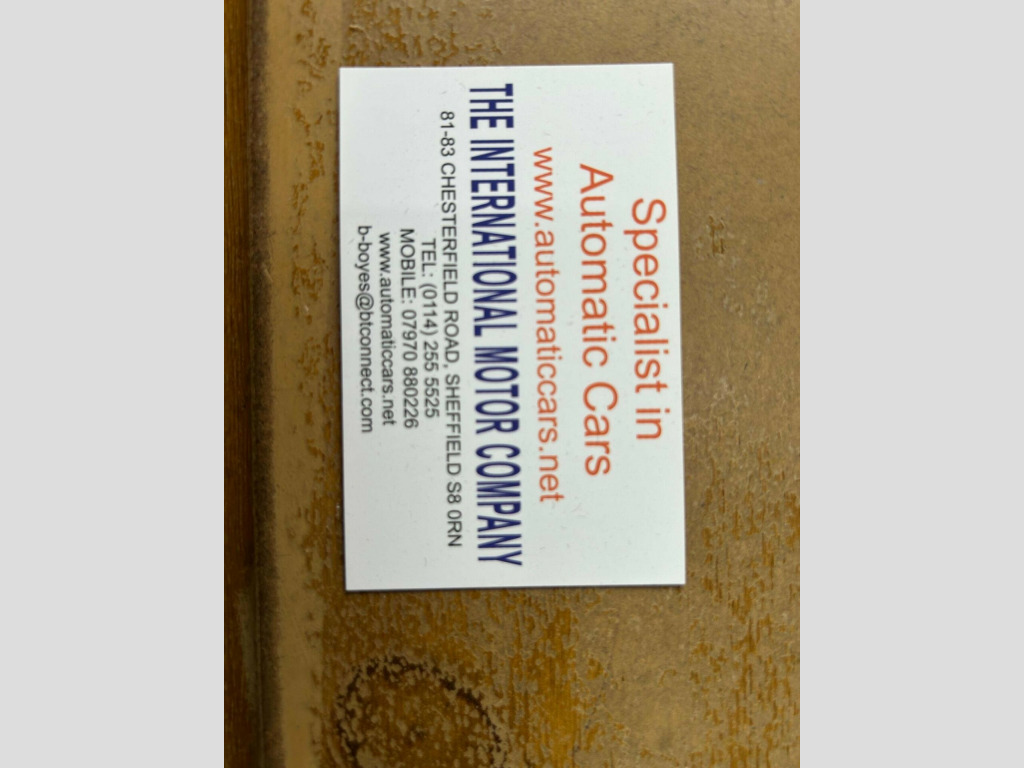 Specialist in
Automatic Cars
www.automaticcars.net
THE INTERNATIONAL MOTOR COMPANY
81-83 CHESTERFIELD ROAD, SHEFFIELD S8 0RN
TEL: (0114) 255 5525
MOBILE: 07970 880226
www.automaticcars.net
b-boyes@btconnect.com